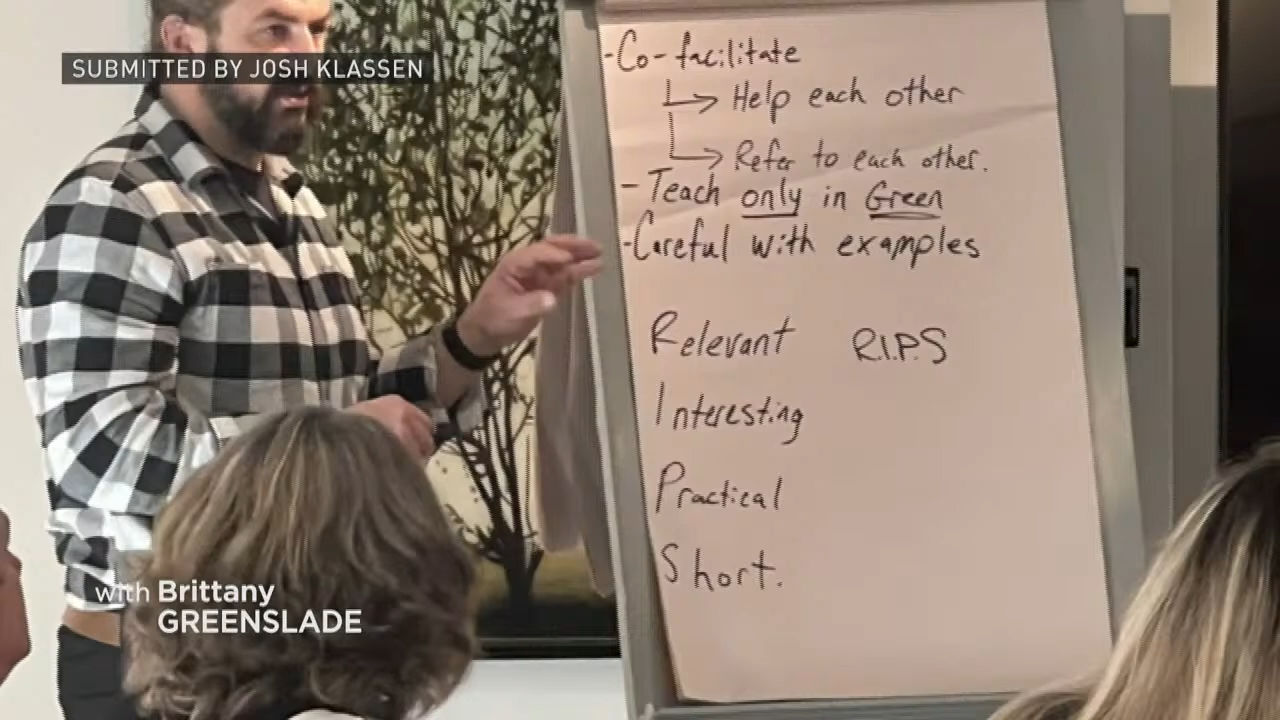 SUBMITTED BY JOSH KLASSEN
-Co-facilitate
Help each other
Refer to each other.
-Teach only in Green
-Careful with examples
Relevant R.I.P.S
Interesting
Practical
Short.
with Brittany
GREENSLADE